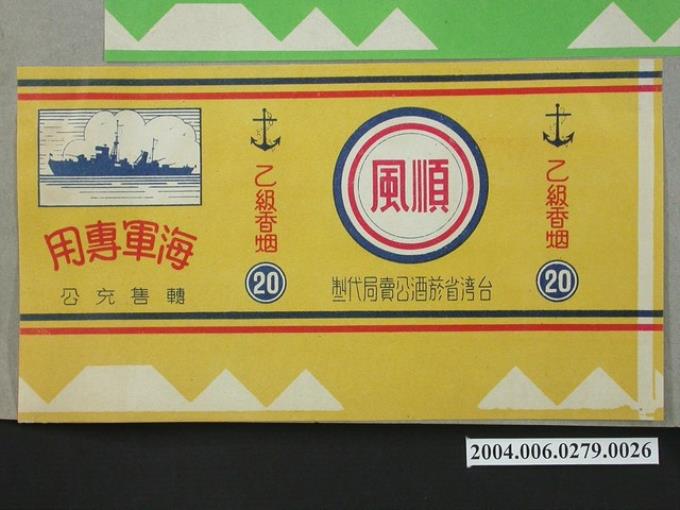 海軍專用
轉售充公
乙級香烟
20
順風
台湾省菸酒公賣局代製
乙級香烟
20
2004.006.0279.0026